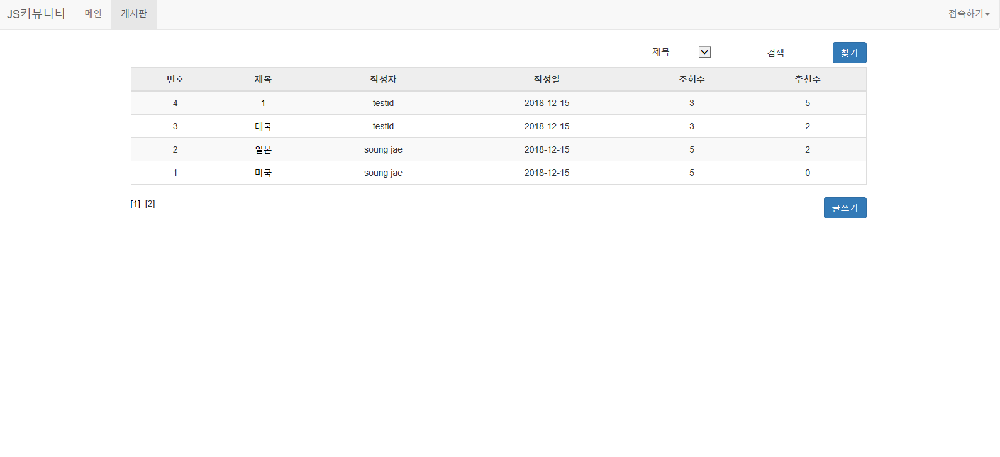 JS커뮤니티 메인 게시판 접속하기
제목 검색 찾기
번호 제목 작성자 작성일 조회수 추천수
4 1 testid 2018-12-15 3 5
3 태국 testid 2018-12-15 3 2
2 일본 soung jae 2018-12-15 5 2
1 미국 soung jae 2018-12-15 5 0
[1] [2] 글쓰기